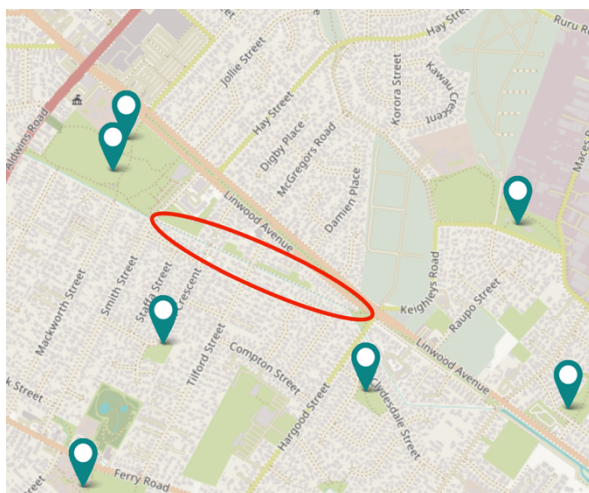 Hay Street
Ruru R
Jollie Street
Korora Street
Kawau Crescent
Aldwins Road
Hay Street
Digby Place
McGregors Road
Maces R
Linwood Avenue
Damien Place
Smith Street
Staffa Street
Crescent
Mackworth Street
Keighleys Road
Raupo Street
Tilford Street
Compton Street
Linwood Avenue
k Street
Hargood Street
Clydesdale Street
Ferry Road